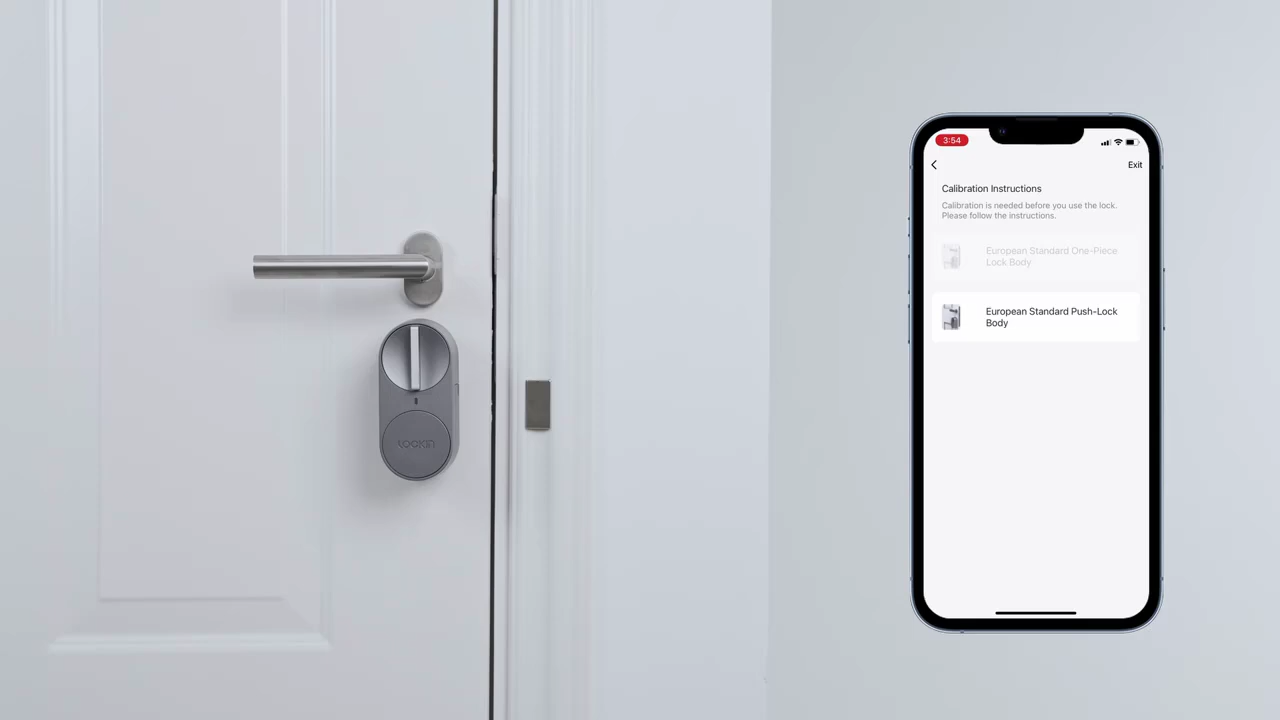 LOCKIN
3:54
Exit
Calibration Instructions
Calibration is needed before you use the lock.
Please follow the instructions.
European Standard One-Piece
Lock Body
European Standard Push-Lock
Body